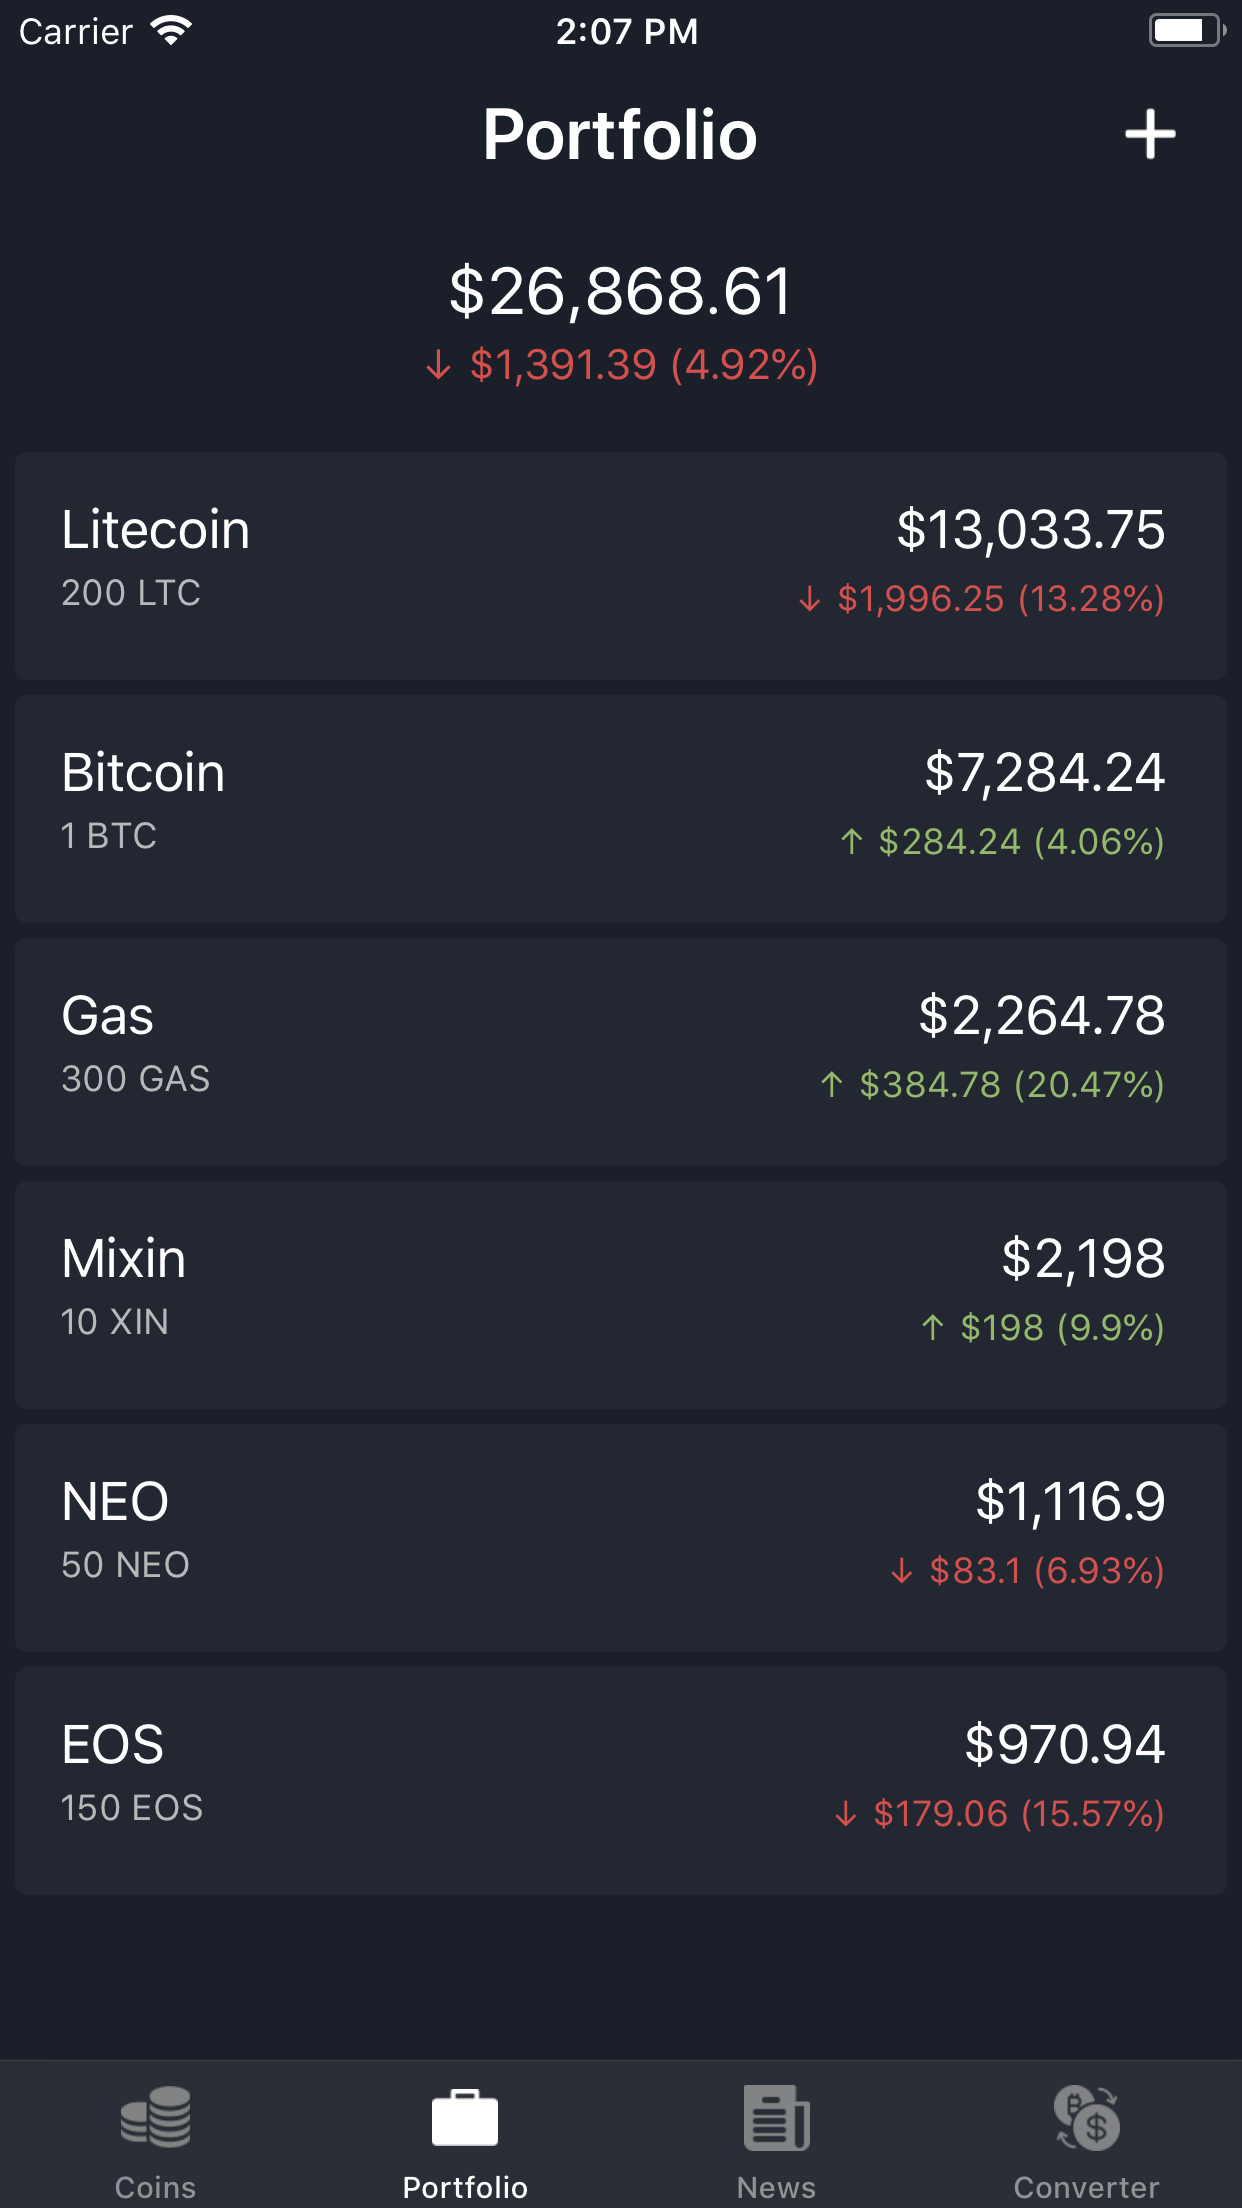 Carrier 2:07 PM
Portfolio +
$26,868.61
↓ $1,391.39 (4.92%)
Litecoin $13,033.75
200 LTC ↓ $1,996.25 (13.28%)
Bitcoin $7,284.24
1 BTC ↑ $284.24 (4.06%)
Gas $2,264.78
300 GAS ↑ $384.78 (20.47%)
Mixin $2,198
10 XIN ↑ $198 (9.9%)
NEO $1,116.9
50 NEO ↓ $83.1 (6.93%)
EOS $970.94
150 EOS ↓ $179.06 (15.57%)
Coins Portfolio News Converter